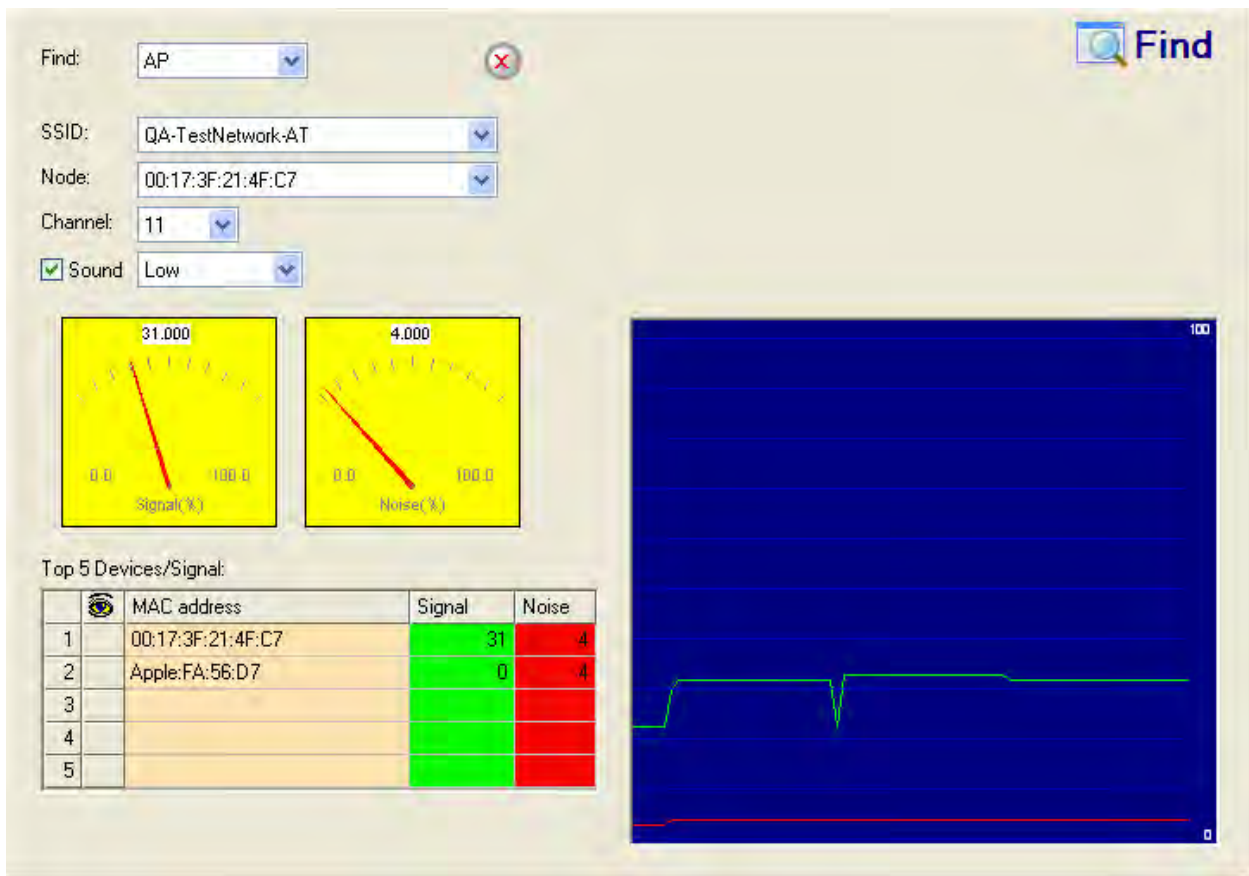 Find: AP
Find
SSID: QA-TestNetwork-AT
Node: 00:17:3F:21:4F:C7
Channel: 11
Sound Low
31.000 4.000
0.0 100.0 0.0 100.0
Signal(%) Noise(%)
100
0
Top 5 Devices/Signal:
MAC address Signal Noise
1 00:17:3F:21:4F:C7 31 4
2 Apple:FA:56:D7 0 4
3
4
5